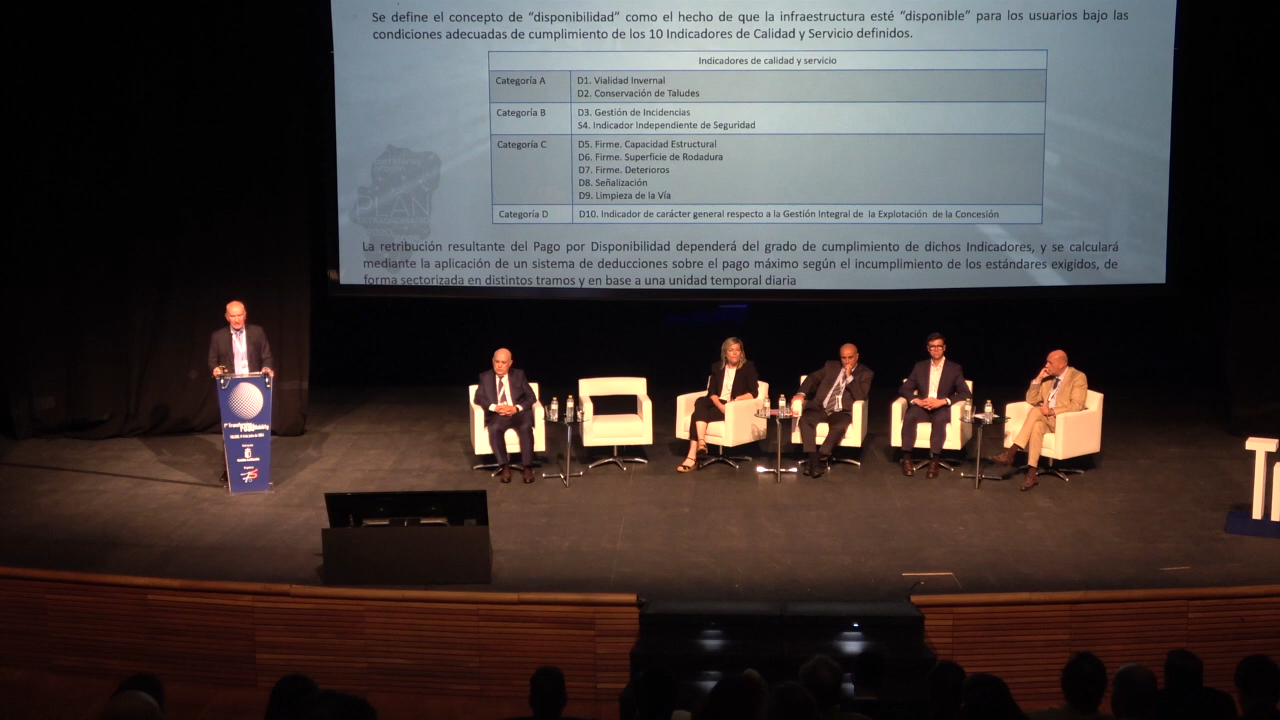 Se define el concepto de “disponibilidad” como el hecho de que la infraestructura esté “disponible” para los usuarios bajo las
condiciones adecuadas de cumplimiento de los 10 Indicadores de Calidad y Servicio definidos.
Indicadores de calidad y servicio
Categoría A
D1. Vialidad Invernal
D2. Conservación de Taludes
Categoría B
D3. Gestión de Incidencias
S4. Indicador Independiente de Seguridad
Categoría C
D5. Firme. Capacidad Estructural
D6. Firme. Superficie de Rodadura
D7. Firme. Deterioros
D8. Señalización
D9. Limpieza de la Vía
Categoría D
D10. Indicador de carácter general respecto a la Gestión Integral de la Explotación de la Concesión
PLAN
La retribución resultante del Pago por Disponibilidad dependerá del grado de cumplimiento de dichos Indicadores, y se calculará
mediante la aplicación de un sistema de deducciones sobre el pago máximo según el incumplimiento de los estándares exigidos, de
forma sectorizada en distintos tramos y en base a una unidad temporal diaria